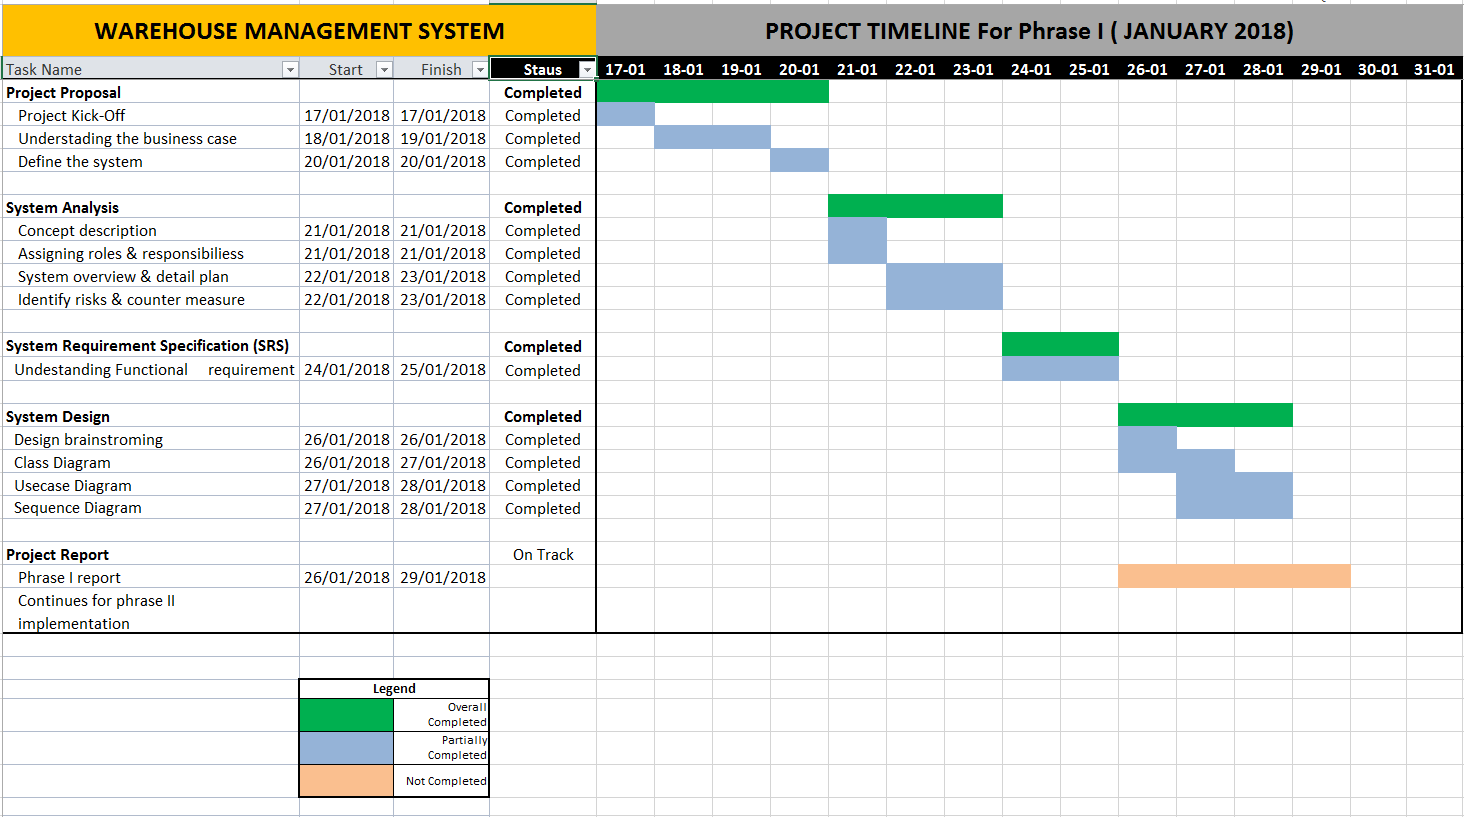 WAREHOUSE MANAGEMENT SYSTEM PROJECT TIMELINE For Phrase I ( JANUARY 2018)
Task Name Start Finish Staus 17-01 18-01 19-01 20-01 21-01 22-01 23-01 24-01 25-01 26-01 27-01 28-01 29-01 30-01 31-01
Project Proposal Completed
Project Kick-Off 17/01/2018 17/01/2018 Completed
Understading the business case 18/01/2018 19/01/2018 Completed
Define the system 20/01/2018 20/01/2018 Completed
System Analysis Completed
Concept description 21/01/2018 21/01/2018 Completed
Assigning roles & responsibiliess 21/01/2018 21/01/2018 Completed
System overview & detail plan 22/01/2018 23/01/2018 Completed
Identify risks & counter measure 22/01/2018 23/01/2018 Completed
System Requirement Specification (SRS) Completed
Undestanding Functional requirement 24/01/2018 25/01/2018 Completed
System Design Completed
Design brainstroming 26/01/2018 26/01/2018 Completed
Class Diagram 26/01/2018 27/01/2018 Completed
Usecase Diagram 27/01/2018 28/01/2018 Completed
Sequence Diagram 27/01/2018 28/01/2018 Completed
Project Report On Track
Phrase I report 26/01/2018 29/01/2018
Continues for phrase II
implementation
Legend
Overall
Completed
Partially
Completed
Not Completed